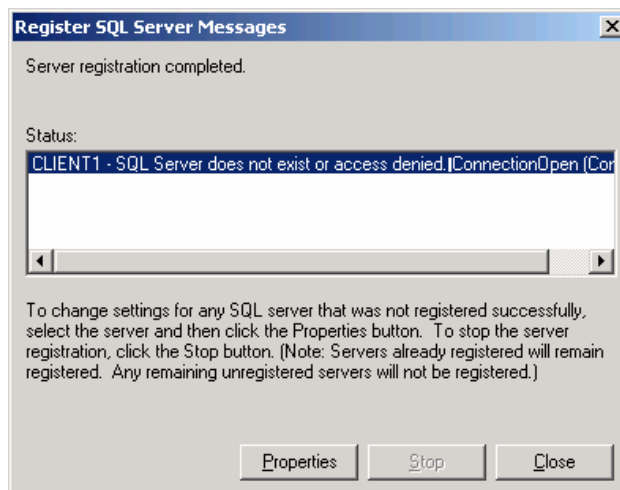 Register SQL Server Messages
Server registration completed.
Status:
CLIENT1 - SQL Server does not exist or access denied.|ConnectionOpen (Con
To change settings for any SQL server that was not registered successfully,
select the server and then click the Properties button.  To stop the server
registration, click the Stop button. (Note: Servers already registered will remain
registered.  Any remaining unregistered servers will not be registered.)
Properties
Stop
Close